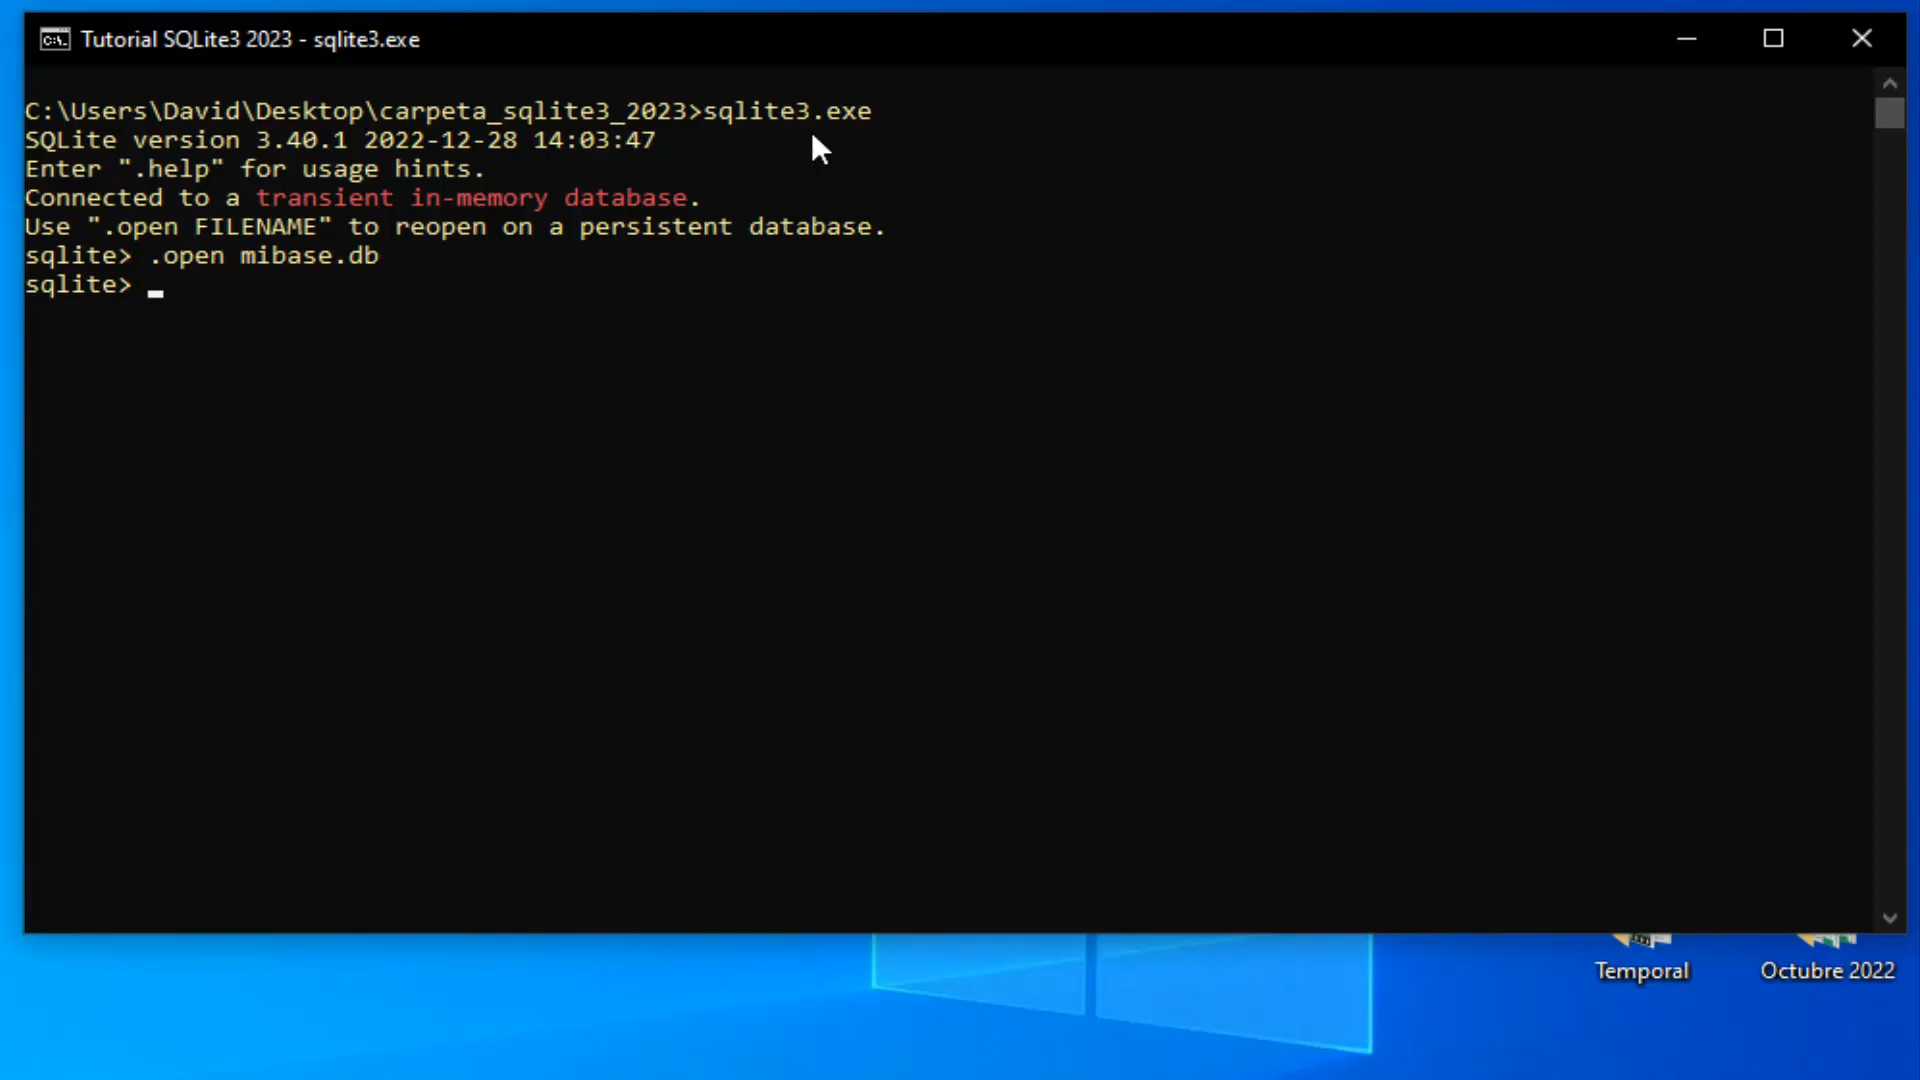 Tutorial SQLite3 2023 - sqlite3.exe
C:\Users\David\Desktop\carpeta_sqlite3_2023>sqlite3.exe
SQLite version 3.40.1 2022-12-28 14:03:47
Enter ".help" for usage hints.
Connected to a transient in-memory database.
Use ".open FILENAME" to reopen on a persistent database.
sqlite> .open mibase.db
sqlite>
Temporal
Octubre 2022